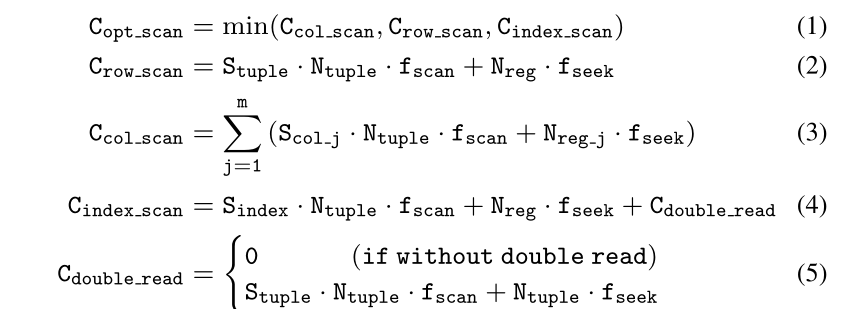 C_opt_scan = min(C_col_scan, C_row_scan, C_index_scan) (1)
C_row_scan = S_tuple · N_tuple · f_scan + N_reg · f_seek (2)
C_col_scan = ∑_{j=1}^{m} (S_col_j · N_tuple · f_scan + N_reg_j · f_seek) (3)
C_index_scan = S_index · N_tuple · f_scan + N_reg · f_seek + C_double_read (4)
C_double_read = { 0 (if without double read) (5)
S_tuple · N_tuple · f_scan + N_tuple · f_seek